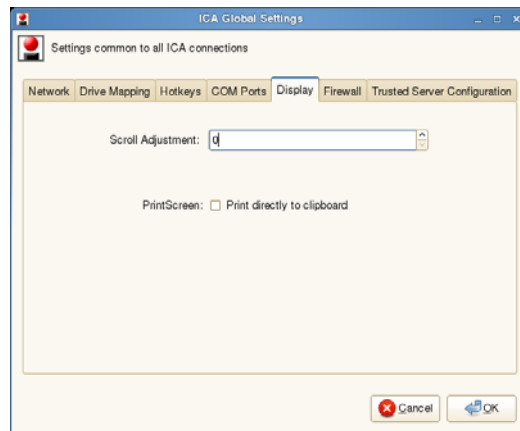 ICA Global Settings
Settings common to all ICA connections
Network Drive Mapping Hotkeys COM Ports Display Firewall Trusted Server Configuration
Scroll Adjustment: 0
PrintScreen: Print directly to clipboard
Cancel OK